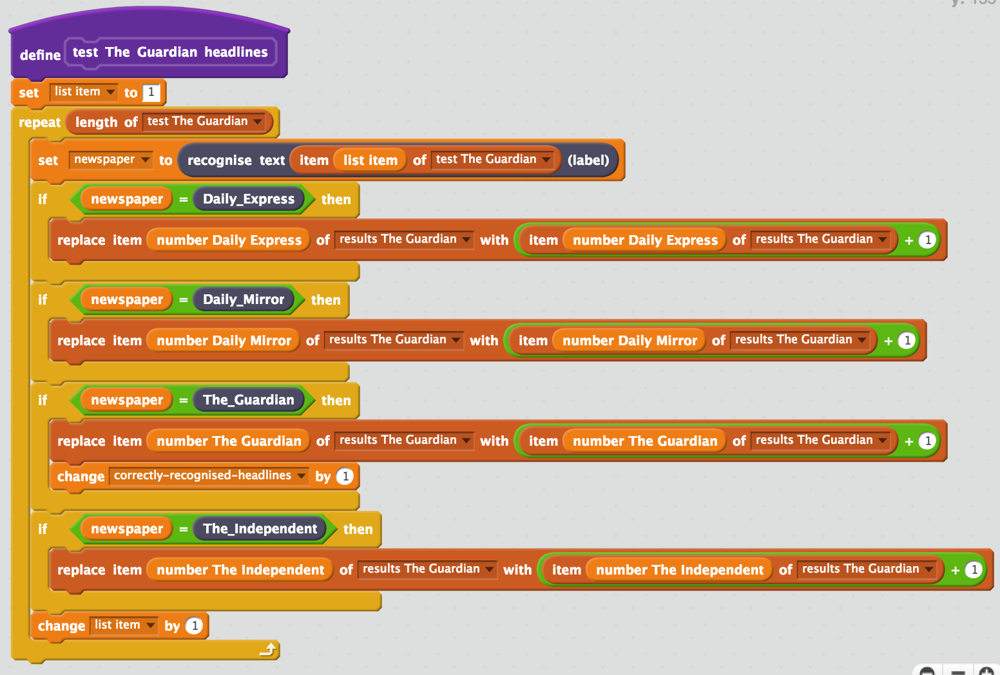 y: 155
define test The Guardian headlines
set list item to 1
repeat length of test The Guardian
set newspaper to recognise text item list item of test The Guardian (label)
if newspaper = Daily_Express then
replace item number Daily Express of results The Guardian with item number Daily Express of results The Guardian + 1
if newspaper = Daily_Mirror then
replace item number Daily Mirror of results The Guardian with item number Daily Mirror of results The Guardian + 1
if newspaper = The_Guardian then
replace item number The Guardian of results The Guardian with item number The Guardian of results The Guardian + 1
change correctly-recognised-headlines by 1
if newspaper = The_Independent then
replace item number The Independent of results The Guardian with item number The Independent of results The Guardian + 1
change list item by 1